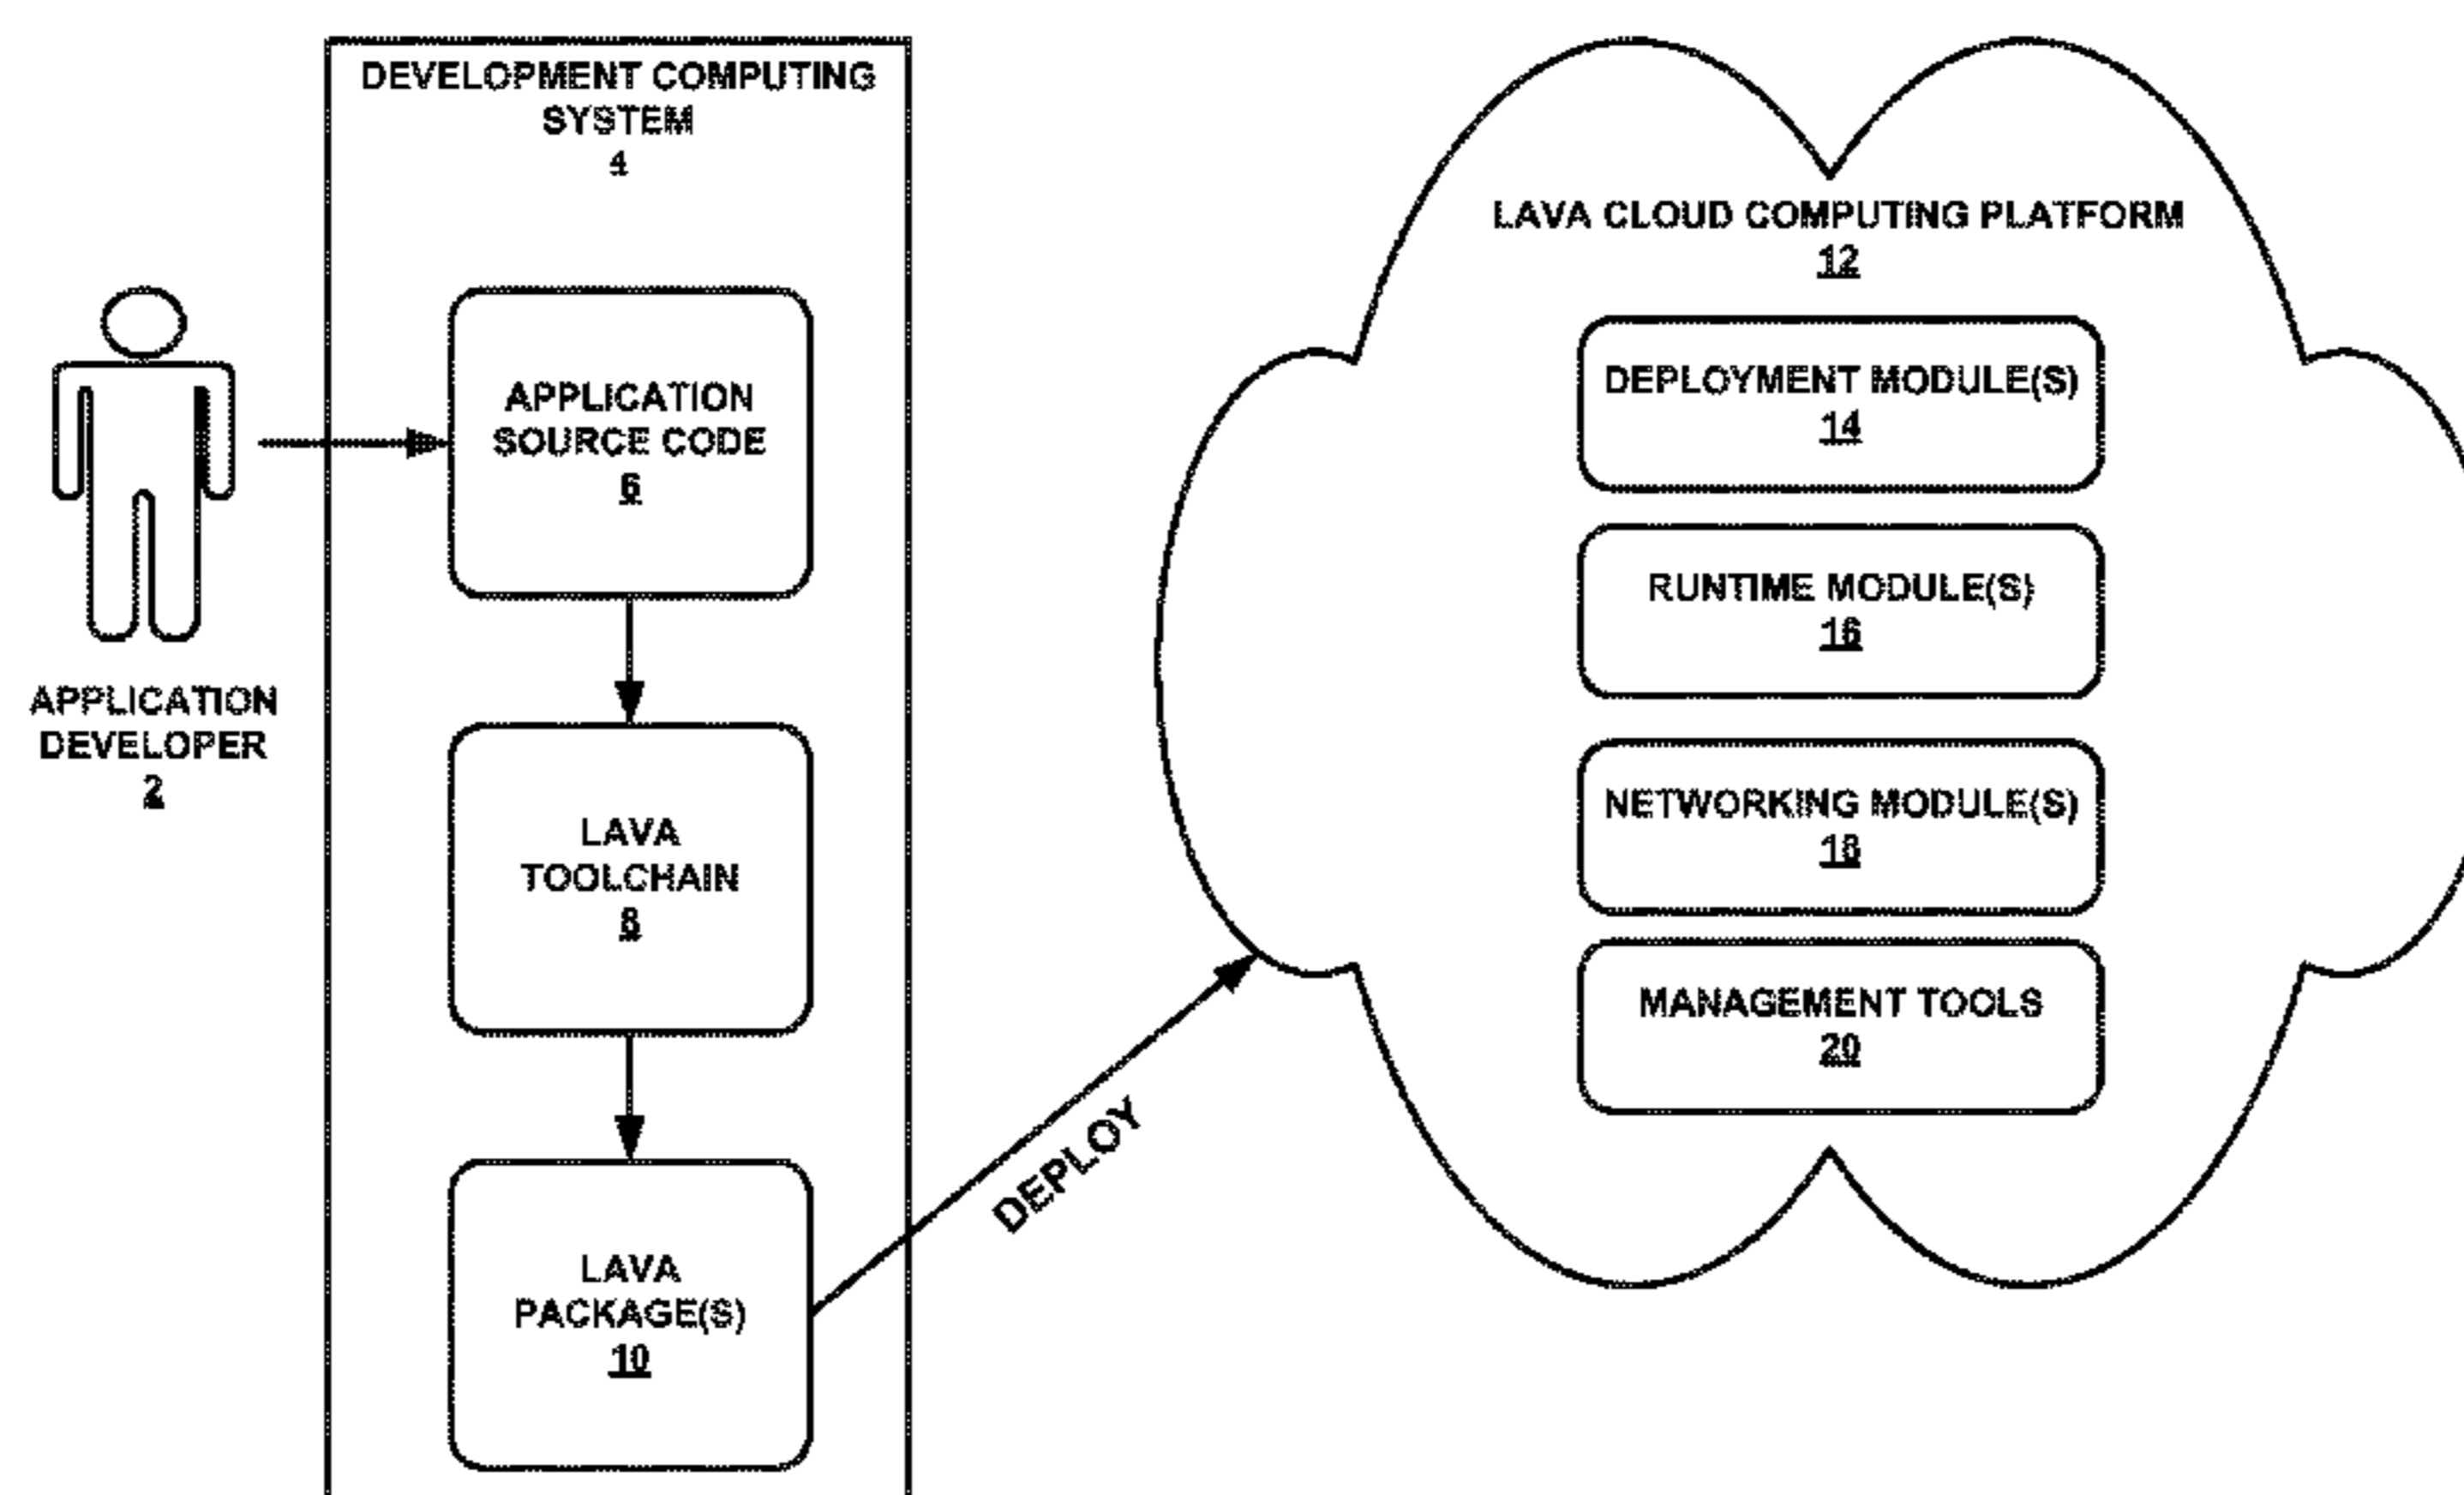 DEVELOPMENT COMPUTING
SYSTEM
4
APPLICATION
SOURCE CODE
6
APPLICATION
DEVELOPER
2
LAVA
TOOLCHAIN
8
LAVA
PACKAGE(S)
10
DEPLOY
LAVA CLOUD COMPUTING PLATFORM
12
DEPLOYMENT MODULE(S)
14
RUNTIME MODULE(S)
16
NETWORKING MODULE(S)
18
MANAGEMENT TOOLS
20